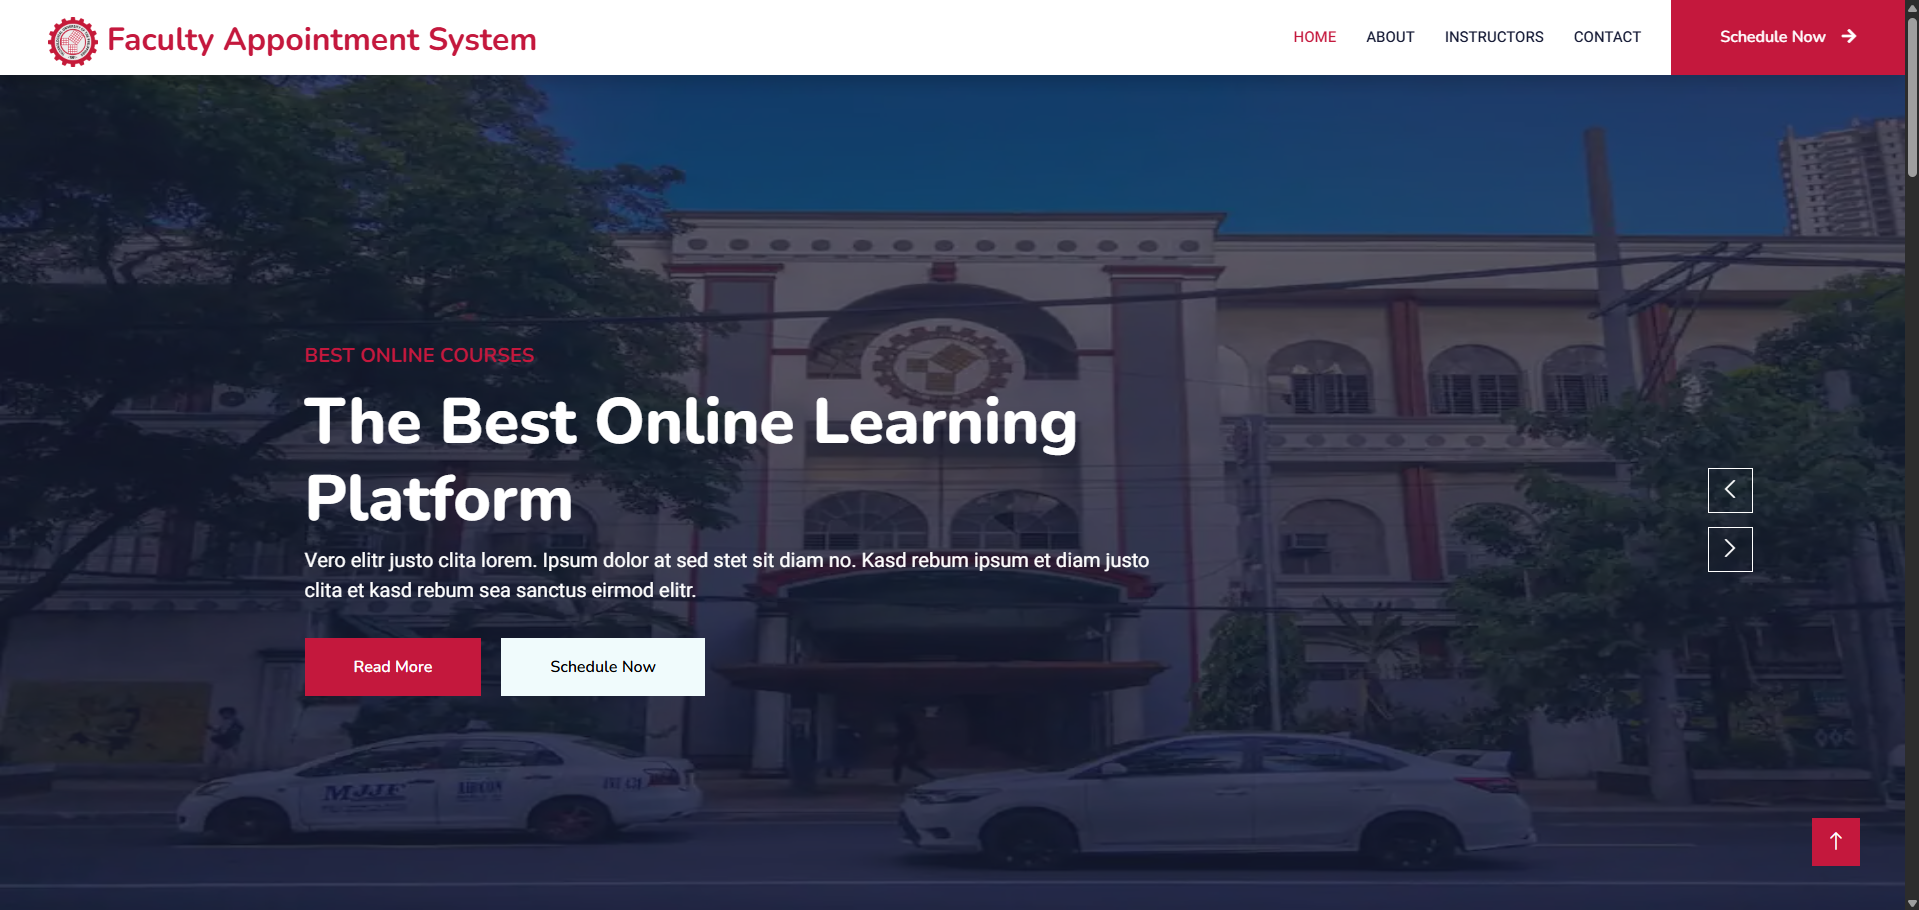 Faculty Appointment System
HOME ABOUT INSTRUCTORS CONTACT Schedule Now
BEST ONLINE COURSES
The Best Online Learning
Platform
Vero elitr justo clita lorem. Ipsum dolor at sed stet sit diam no. Kasd rebum ipsum et diam justo
clita et kasd rebum sea sanctus eirmod elitr.
Read More Schedule Now
MJJF AIRCON